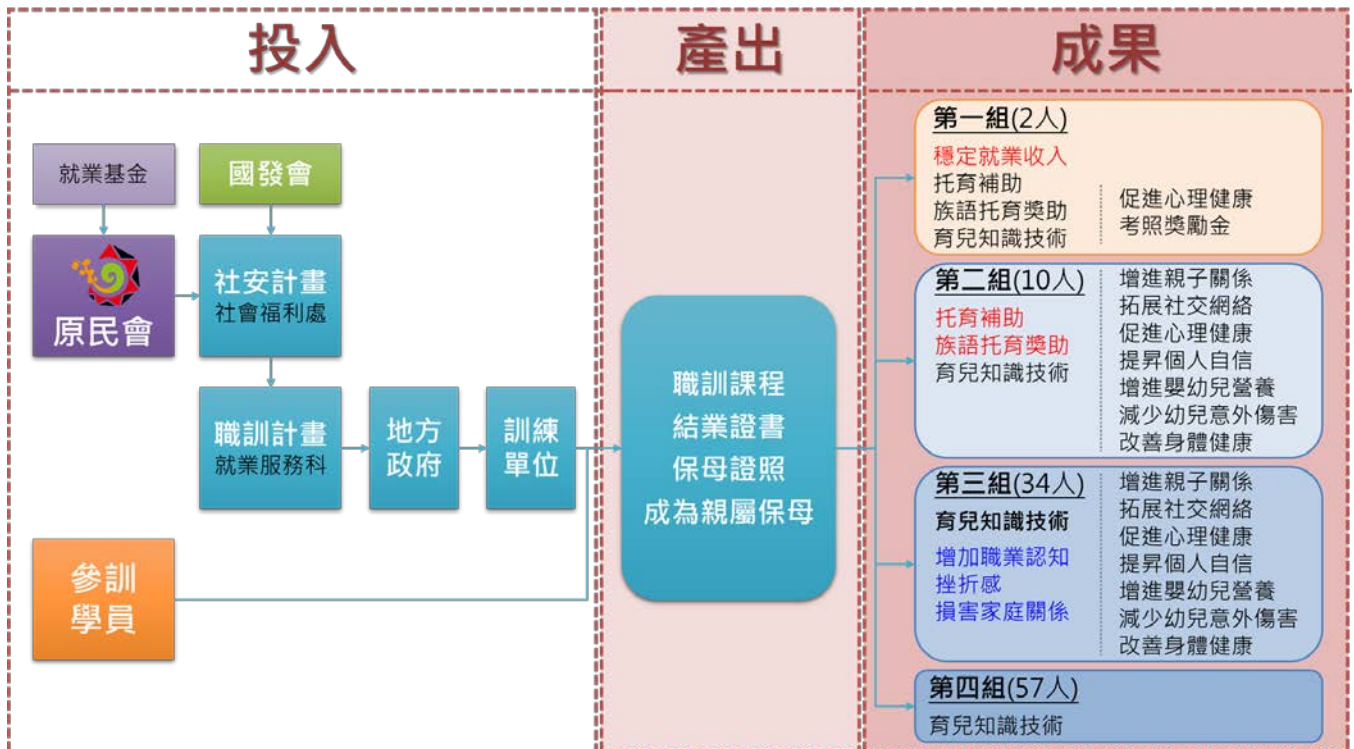 投入
產出
成果
就業基金
國發會
原民會
社安計畫
社會福利處
職訓計畫
就業服務科
地方
政府
訓練
單位
參訓
學員
職訓課程
結業證書
保母證照
成為親屬保母
第一組(2人)
穩定就業收入
托育補助
族語托育獎助
育兒知識技術
促進心理健康
考照獎勵金
第二組(10人)
托育補助
族語托育獎助
育兒知識技術
增進親子關係
拓展社交網絡
促進心理健康
提昇個人自信
增進嬰幼兒營養
減少幼兒意外傷害
改善身體健康
第三組(34人)
育兒知識技術
增加職業認知
挫折感
損害家庭關係
增進親子關係
拓展社交網絡
促進心理健康
提昇個人自信
增進嬰幼兒營養
減少幼兒意外傷害
改善身體健康
第四組(57人)
育兒知識技術